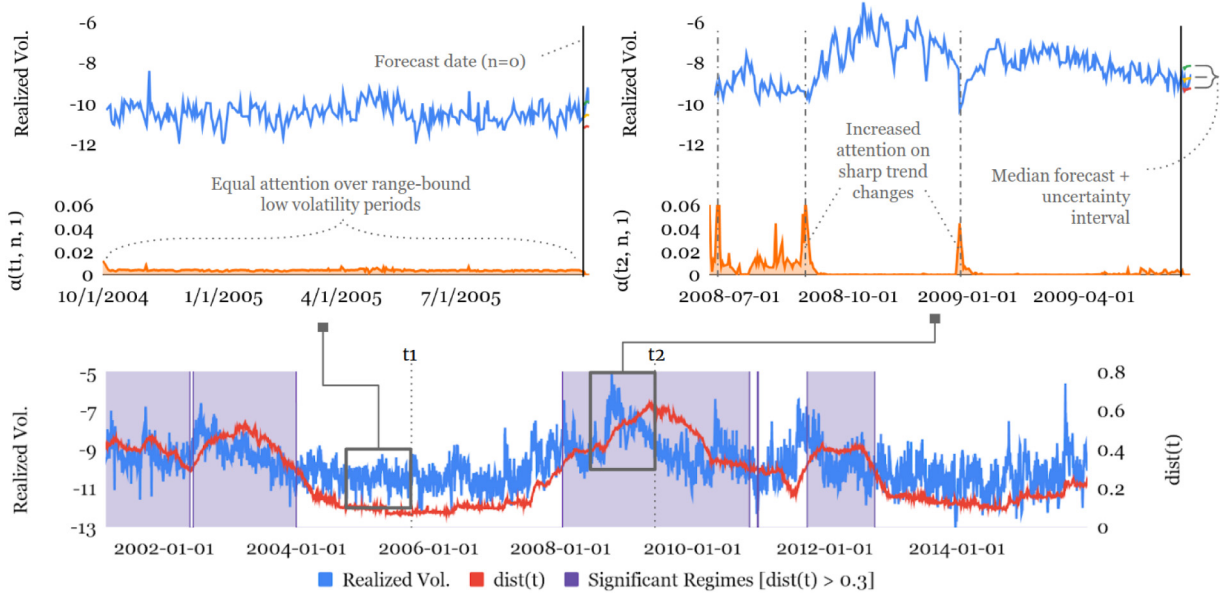 Realized Vol.
-6
-8
-10
-12
Forecast date (n=0)
Equal attention over range-bound
low volatility periods
α(t1, n, 1)
0.06
0.04
0.02
0
10/1/2004
1/1/2005
4/1/2005
7/1/2005
Realized Vol.
-6
-8
-10
-12
Increased
attention on
sharp trend
changes
Median forecast +
uncertainty
interval
α(t2, n, 1)
0.06
0.04
0.02
0
2008-07-01
2008-10-01
2009-01-01
2009-04-01
t1
t2
Realized Vol.
-5
-7
-9
-11
-13
0.8
0.6
0.4
0.2
0
dist(t)
2002-01-01
2004-01-01
2006-01-01
2008-01-01
2010-01-01
2012-01-01
2014-01-01
Realized Vol.
dist(t)
Significant Regimes [dist(t) > 0.3]